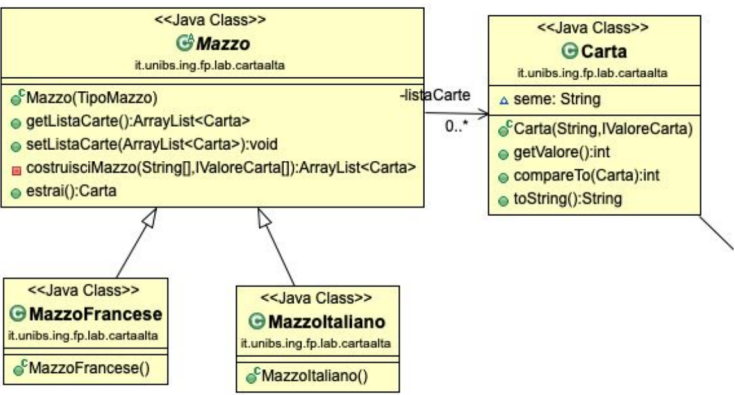 <<Java Class>>
Mazzo
it.unibs.ing.fp.lab.cartaalta
Mazzo(TipoMazzo)
getListaCarte():ArrayList<Carta>
setListaCarte(ArrayList<Carta>):void
costruisciMazzo(String[],IValoreCarta[]):ArrayList<Carta>
estrai():Carta
-listaCarte
0..*
<<Java Class>>
Carta
it.unibs.ing.fp.lab.cartaalta
seme: String
Carta(String,IValoreCarta)
getValore():int
compareTo(Carta):int
toString():String
<<Java Class>>
MazzoFrancese
it.unibs.ing.fp.lab.cartaalta
MazzoFrancese()
<<Java Class>>
MazzoItaliano
it.unibs.ing.fp.lab.cartaalta
MazzoItaliano()